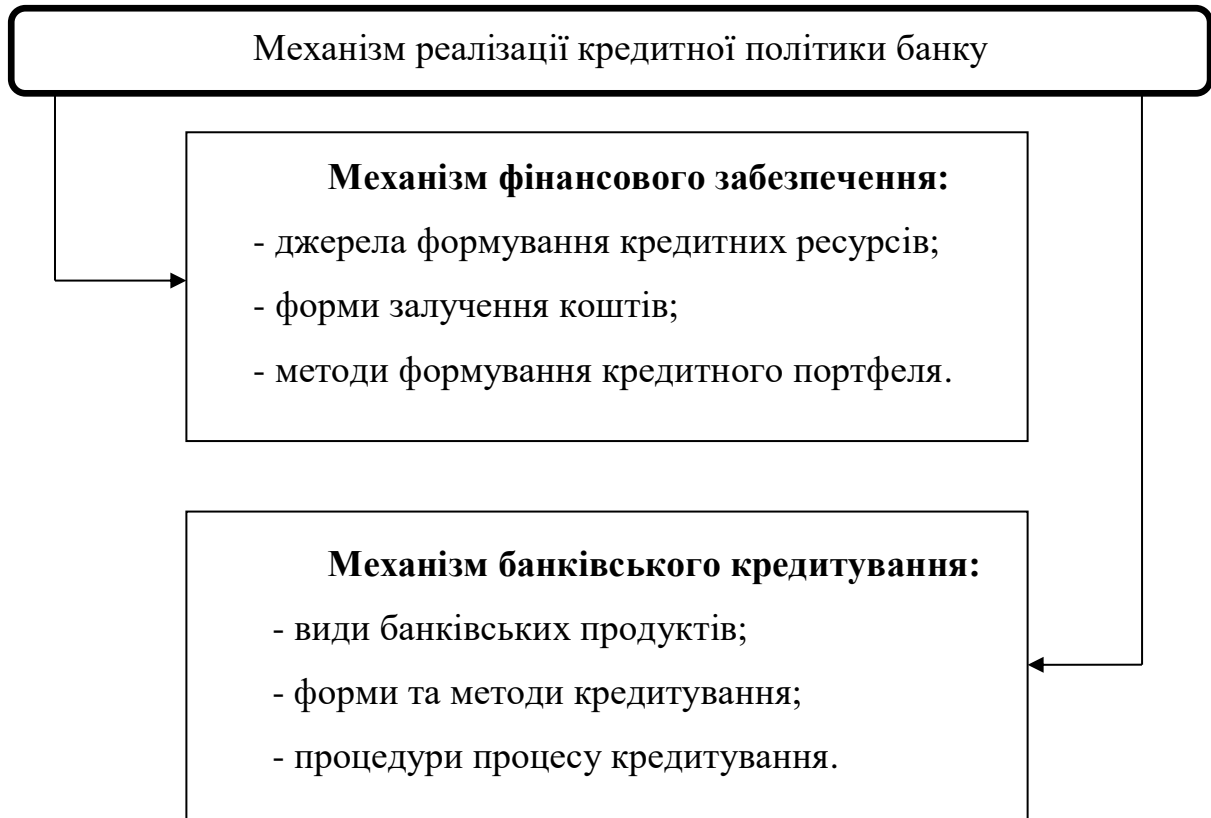 Механізм реалізації кредитної політики банку
Механізм фінансового забезпечення:
- джерела формування кредитних ресурсів;
- форми залучення коштів;
- методи формування кредитного портфеля.
Механізм банківського кредитування:
- види банківських продуктів;
- форми та методи кредитування;
- процедури процесу кредитування.